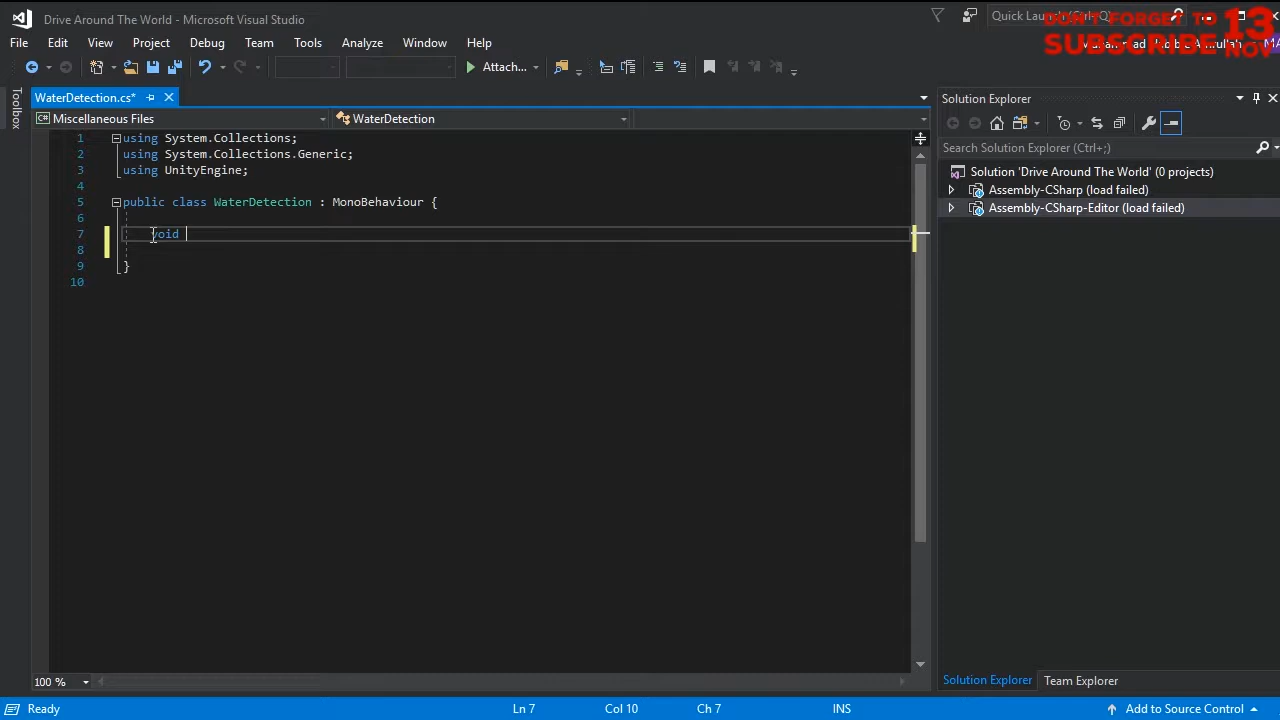 Drive Around The World - Microsoft Visual Studio
Quick Launch (Ctrl+Q)
DON'T FORGET TO
SUBSCRIBE
13
NOV
File Edit View Project Debug Team Tools Analyze Window Help
Attach...
Toolbox
WaterDetection.cs*
Miscellaneous Files
WaterDetection
1 using System.Collections;
2 using System.Collections.Generic;
3 using UnityEngine;
4
5 public class WaterDetection : MonoBehaviour {
6
7 void
8
9 }
10
Solution Explorer
Search Solution Explorer (Ctrl+;)
Solution 'Drive Around The World' (0 projects)
Assembly-CSharp (load failed)
Assembly-CSharp-Editor (load failed)
100 %
Solution Explorer Team Explorer
Ready Ln 7 Col 10 Ch 7 INS Add to Source Control